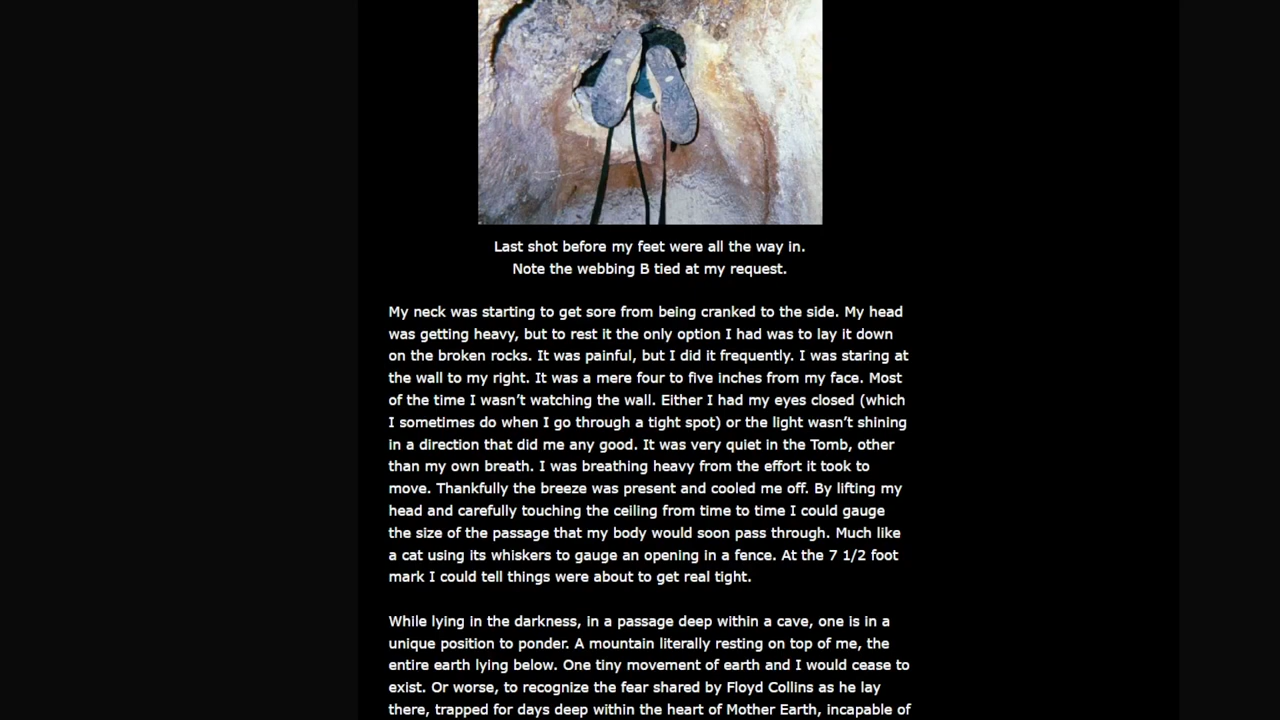 Last shot before my feet were all the way in.
Note the webbing B tied at my request.
My neck was starting to get sore from being cranked to the side. My head
was getting heavy, but to rest it the only option I had was to lay it down
on the broken rocks. It was painful, but I did it frequently. I was staring at
the wall to my right. It was a mere four to five inches from my face. Most
of the time I wasn’t watching the wall. Either I had my eyes closed (which
I sometimes do when I go through a tight spot) or the light wasn’t shining
in a direction that did me any good. It was very quiet in the Tomb, other
than my own breath. I was breathing heavy from the effort it took to
move. Thankfully the breeze was present and cooled me off. By lifting my
head and carefully touching the ceiling from time to time I could gauge
the size of the passage that my body would soon pass through. Much like
a cat using its whiskers to gauge an opening in a fence. At the 7 1/2 foot
mark I could tell things were about to get real tight.
While lying in the darkness, in a passage deep within a cave, one is in a
unique position to ponder. A mountain literally resting on top of me, the
entire earth lying below. One tiny movement of earth and I would cease to
exist. Or worse, to recognize the fear shared by Floyd Collins as he lay
there, trapped for days deep within the heart of Mother Earth, incapable of